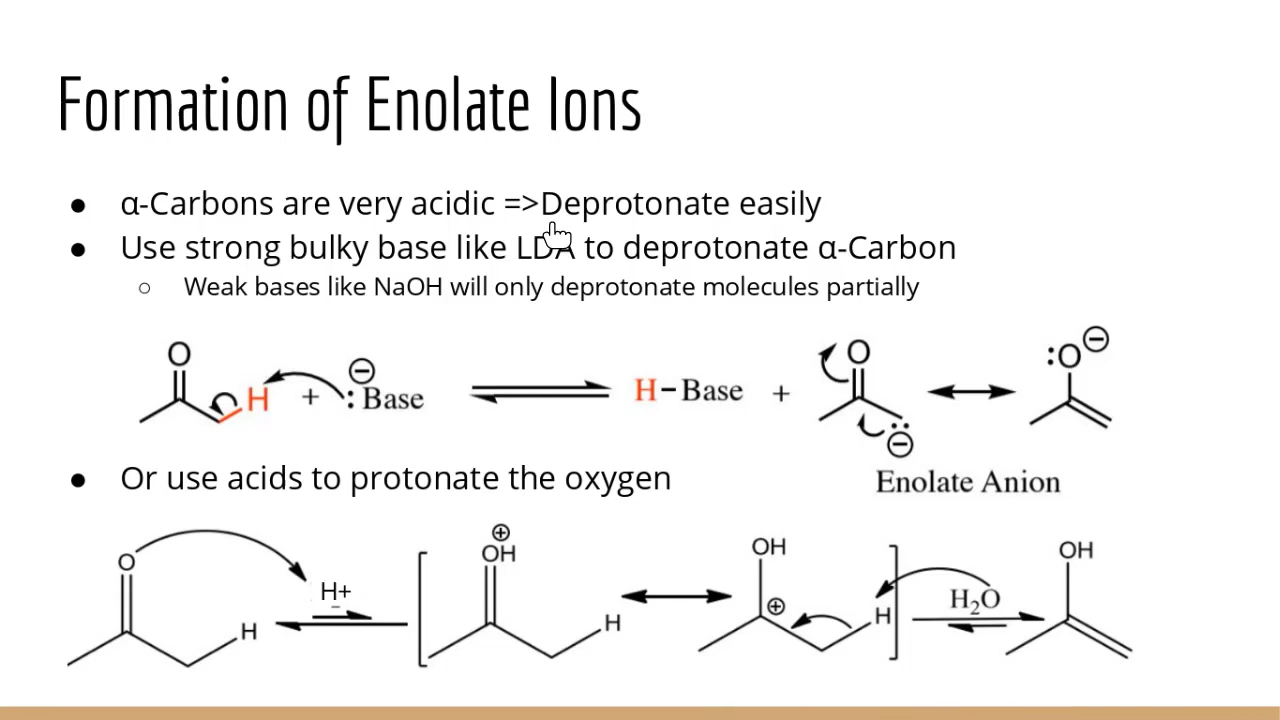 Formation of Enolate Ions
● α-Carbons are very acidic =>Deprotonate easily
● Use strong bulky base like LDA to deprotonate α-Carbon
○ Weak bases like NaOH will only deprotonate molecules partially
O H + ⊖ : Base H-Base + O ⊖ :O⊖
● Or use acids to protonate the oxygen
Enolate Anion
O H H+ ⊕ OH H OH ⊕ H H₂O OH